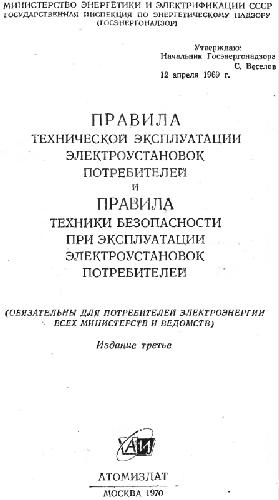 МИНИСТЕРСТВО ЭНЕРГЕТИКИ И ЭЛЕКТРИФИКАЦИИ СССР
ГОСУДАРСТВЕННАЯ ИНСПЕКЦИЯ ПО ЭНЕРГЕТИЧЕСКОМУ НАДЗОРУ
(ГОСЭНЕРГОНАДЗОР)
Утверждаю:
Начальник Госэнергонадзора
С. Веселов
12 апреля 1969 г.
ПРАВИЛА
ТЕХНИЧЕСКОЙ ЭКСПЛУАТАЦИИ
ЭЛЕКТРОУСТАНОВОК
ПОТРЕБИТЕЛЕЙ
И
ПРАВИЛА
ТЕХНИКИ БЕЗОПАСНОСТИ
ПРИ ЭКСПЛУАТАЦИИ
ЭЛЕКТРОУСТАНОВОК
ПОТРЕБИТЕЛЕЙ
(ОБЯЗАТЕЛЬНЫ ДЛЯ ПОТРЕБИТЕЛЕЙ ЭЛЕКТРОЭНЕРГИИ
ВСЕХ МИНИСТЕРСТВ И ВЕДОМСТВ)
Издание третье
АИ
АТОМИЗДАТ
МОСКВА 1970